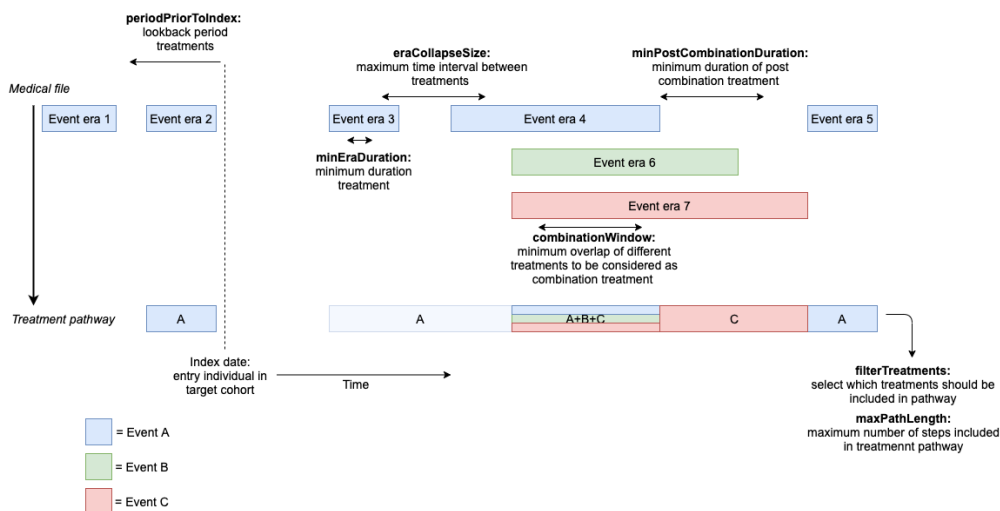 periodPriorToIndex:
lookback period
treatments
eraCollapseSize:
maximum time interval between
treatments
minPostCombinationDuration:
minimum duration of post
combination treatment
Medical file
Event era 1
Event era 2
Event era 3
Event era 4
Event era 5
minEraDuration:
minimum duration
treatment
Event era 6
Event era 7
combinationWindow:
minimum overlap of different
treatments to be considered as
combination treatment
Treatment pathway
A
A
A+B+C
C
A
Index date:
entry individual in
target cohort
Time
filterTreatments:
select which treatments should be
included in pathway
maxPathLength:
maximum number of steps included
in treatmennt pathway
= Event A
= Event B
= Event C